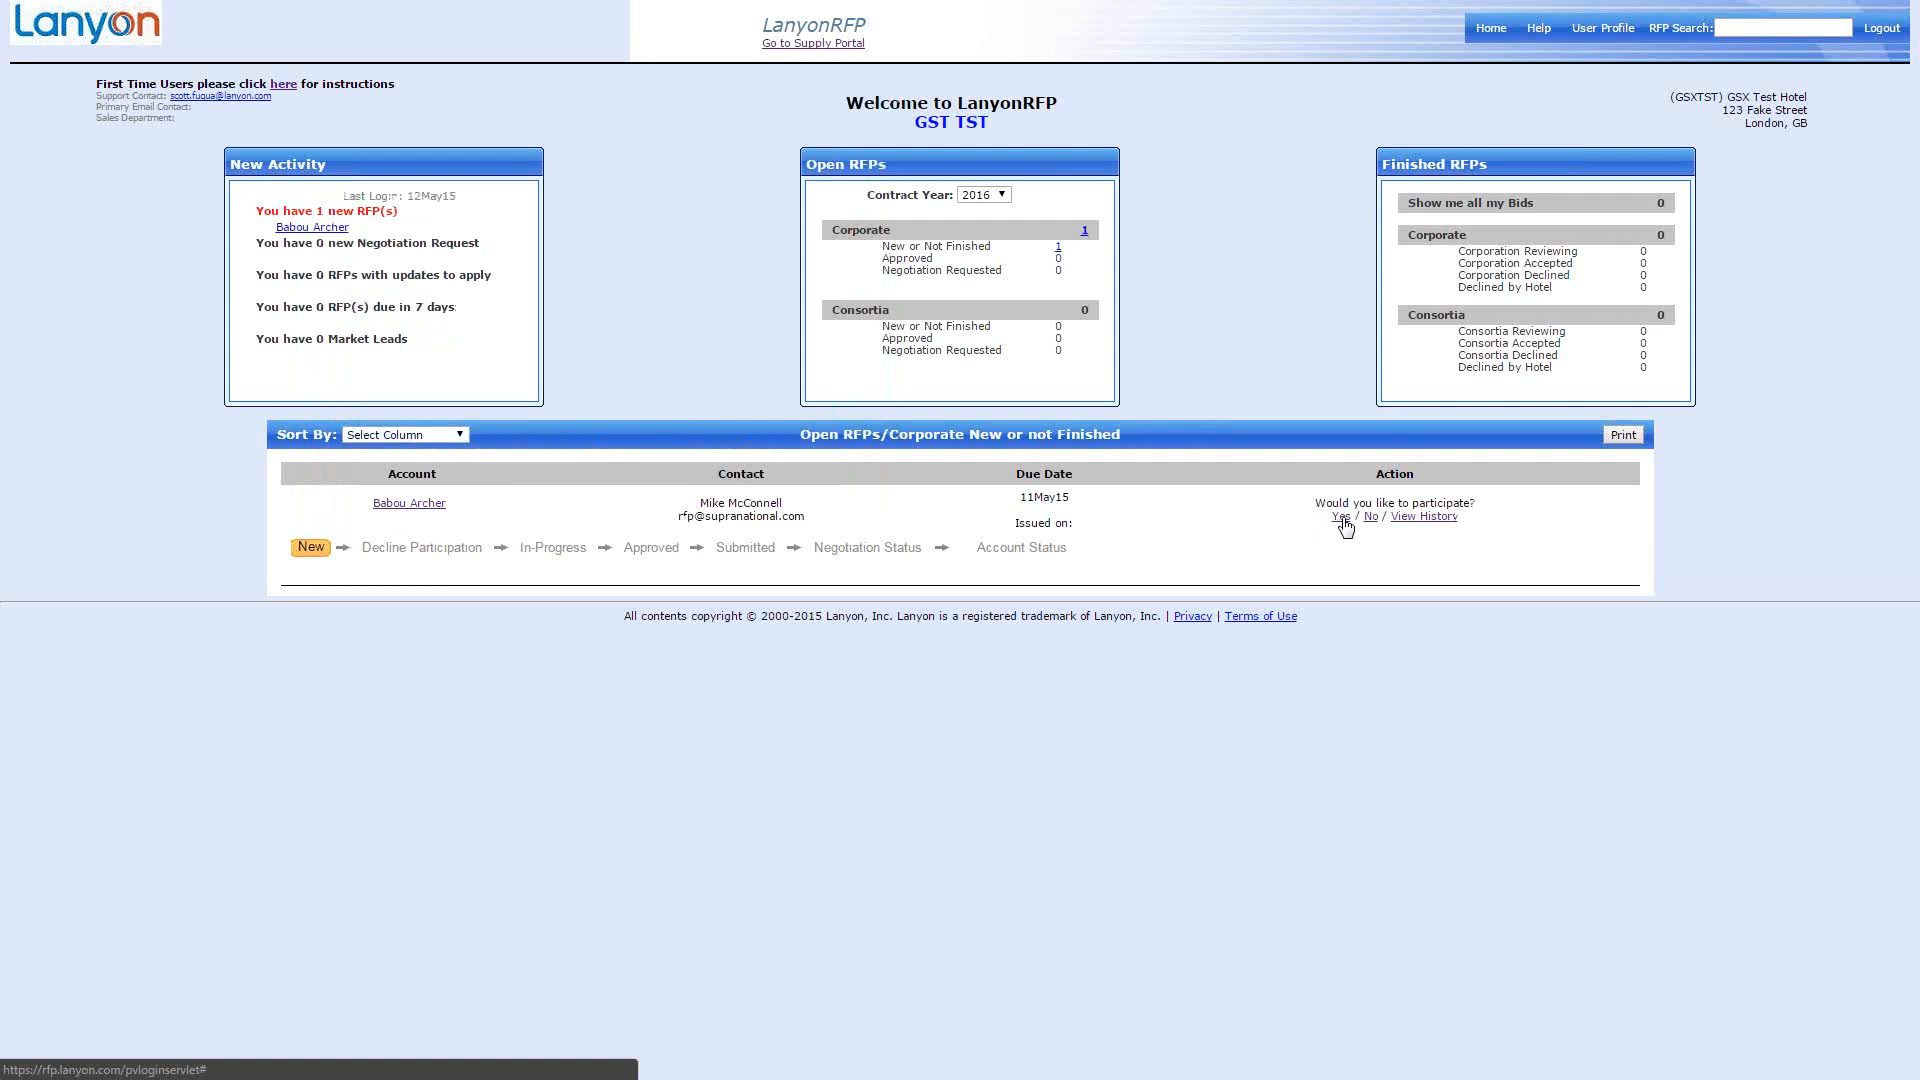 Lanyon
LanyonRFP
Go to Supply Portal
Home Help User Profile RFP Search: Logout
First Time Users please click here for instructions
Support Contact: scott.fuqua@lanyon.com
Primary Email Contact:
Sales Department:
Welcome to LanyonRFP
GST TST
(GSXTST) GSX Test Hotel
123 Fake Street
London, GB
New Activity
Last Login: 12May15
You have 1 new RFP(s)
Babou Archer
You have 0 new Negotiation Request
You have 0 RFPs with updates to apply
You have 0 RFP(s) due in 7 days:
You have 0 Market Leads
Open RFPs
Contract Year: 2016
Corporate 1
New or Not Finished 1
Approved 0
Negotiation Requested 0
Consortia 0
New or Not Finished 0
Approved 0
Negotiation Requested 0
Finished RFPs
Show me all my Bids 0
Corporate 0
Corporation Reviewing 0
Corporation Accepted 0
Corporation Declined 0
Declined by Hotel 0
Consortia 0
Consortia Reviewing 0
Consortia Accepted 0
Consortia Declined 0
Declined by Hotel 0
Sort By: Select Column Open RFPs/Corporate New or not Finished Print
Account Contact Due Date Action
Babou Archer Mike McConnell 11May15 Would you like to participate?
rfp@supranational.com Issued on: Yes / No / View History
New Decline Participation In-Progress Approved Submitted Negotiation Status Account Status
All contents copyright © 2000-2015 Lanyon, Inc. Lanyon is a registered trademark of Lanyon, Inc. | Privacy | Terms of Use
https://rfp.lanyon.com/pvloginservlet#